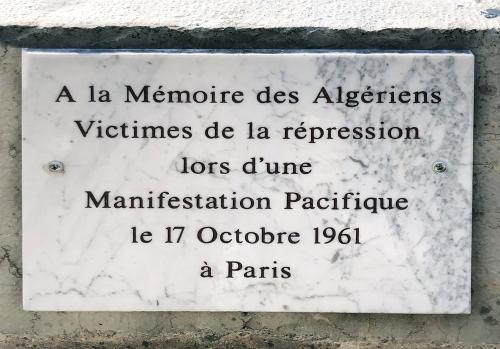 A la Mémoire des Algériens
Victimes de la répression
lors d'une
Manifestation Pacifique
le 17 Octobre 1961
à Paris